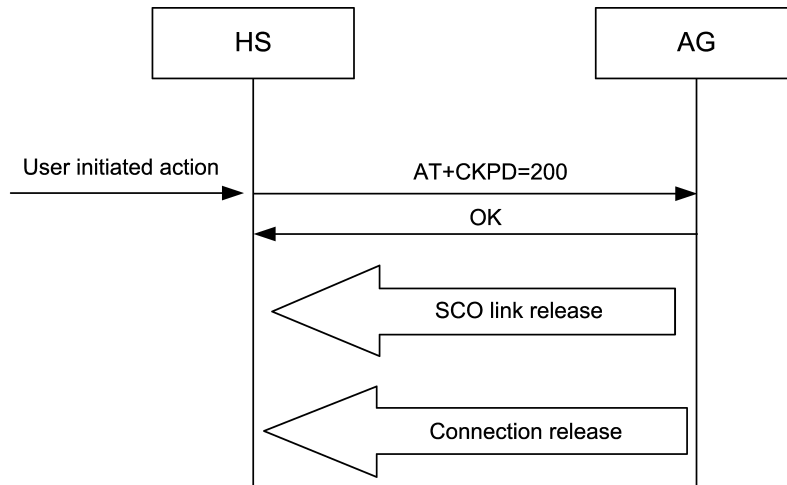 HS
AG
User initiated action
AT+CKPD=200
OK
SCO link release
Connection release